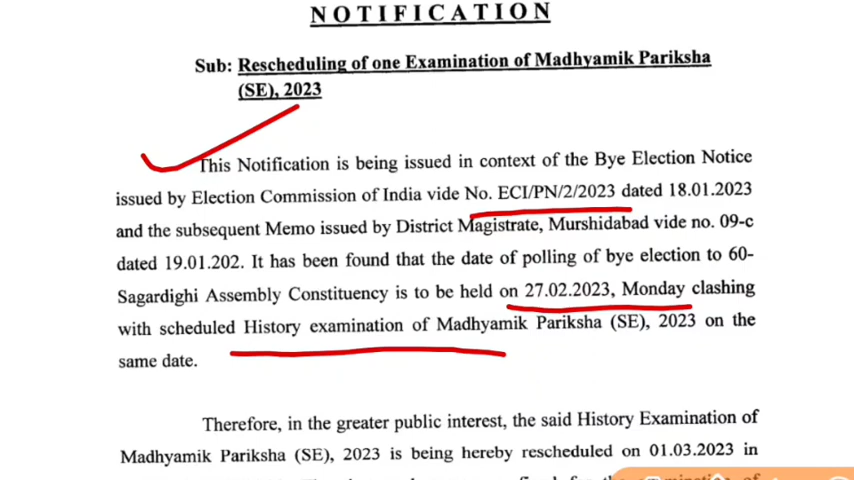 NOTIFICATION
Sub: Rescheduling of one Examination of Madhyamik Pariksha
(SE), 2023
This Notification is being issued in context of the Bye Election Notice
issued by Election Commission of India vide No. ECI/PN/2/2023 dated 18.01.2023
and the subsequent Memo issued by District Magistrate, Murshidabad vide no. 09-c
dated 19.01.202. It has been found that the date of polling of bye election to 60-
Sagardighi Assembly Constituency is to be held on 27.02.2023, Monday clashing
with scheduled History examination of Madhyamik Pariksha (SE), 2023 on the
same date.
Therefore, in the greater public interest, the said History Examination of
Madhyamik Pariksha (SE), 2023 is being hereby rescheduled on 01.03.2023 in